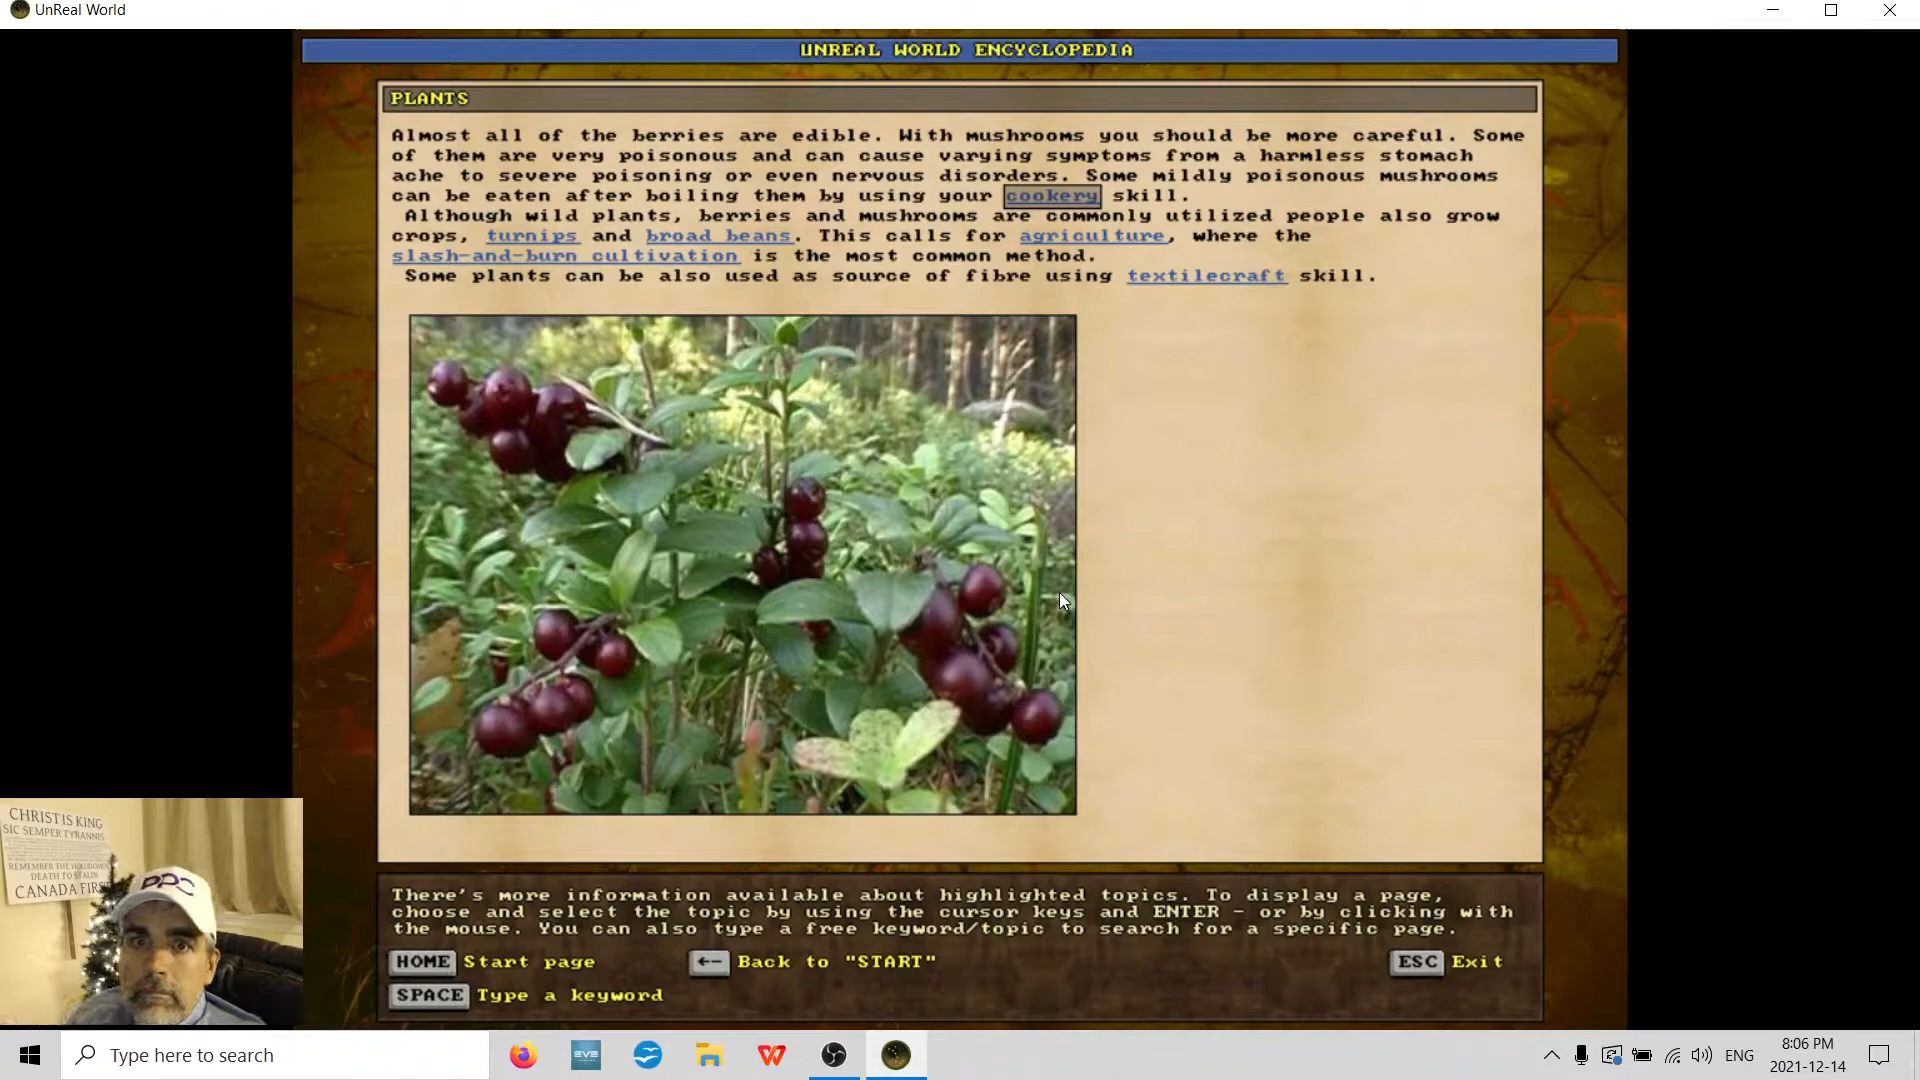 UnReal World
UNREAL WORLD ENCYCLOPEDIA
PLANTS
Almost all of the berries are edible. With mushrooms you should be more careful. Some
of them are very poisonous and can cause varying symptoms from a harmless stomach
ache to severe poisoning or even nervous disorders. Some mildly poisonous mushrooms
can be eaten after boiling them by using your cookery skill.
Although wild plants, berries and mushrooms are commonly utilized people also grow
crops, turnips and broad beans. This calls for agriculture, where the
slash-and-burn cultivation is the most common method.
Some plants can be also used as source of fibre using textilecraft skill.
There's more information available about highlighted topics. To display a page,
choose and select the topic by using the cursor keys and ENTER - or by clicking with
the mouse. You can also type a free keyword/topic to search for a specific page.
HOME Start page
← Back to "START"
ESC Exit
SPACE Type a keyword
CHRIST IS KING
SIC SEMPER TYRANNIS
REMEMBER THE HOLODOMOR
DEATH TO STALIN
CANADA FIRST
PPC
Type here to search
EVE
ENG
8:06 PM
2021-12-14